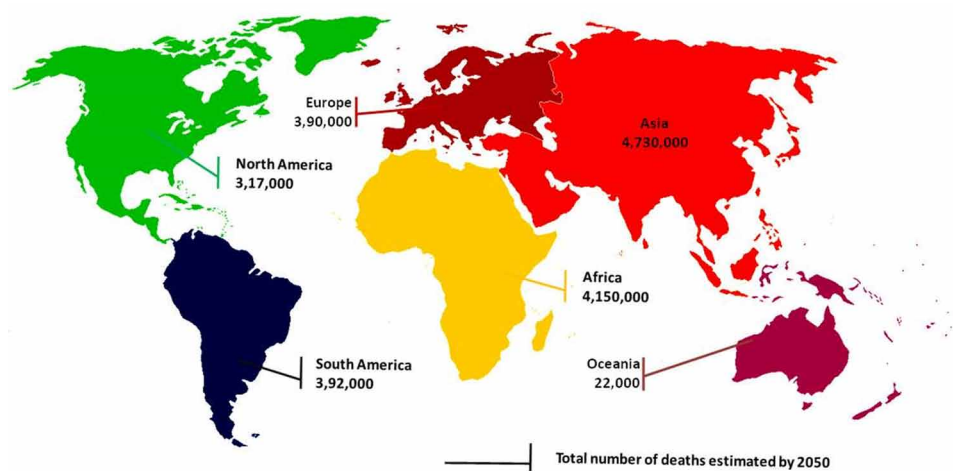 Europe
3,90,000
Asia
4,730,000
North America
3,17,000
Africa
4,150,000
South America
3,92,000
Oceania
22,000
Total number of deaths estimated by 2050